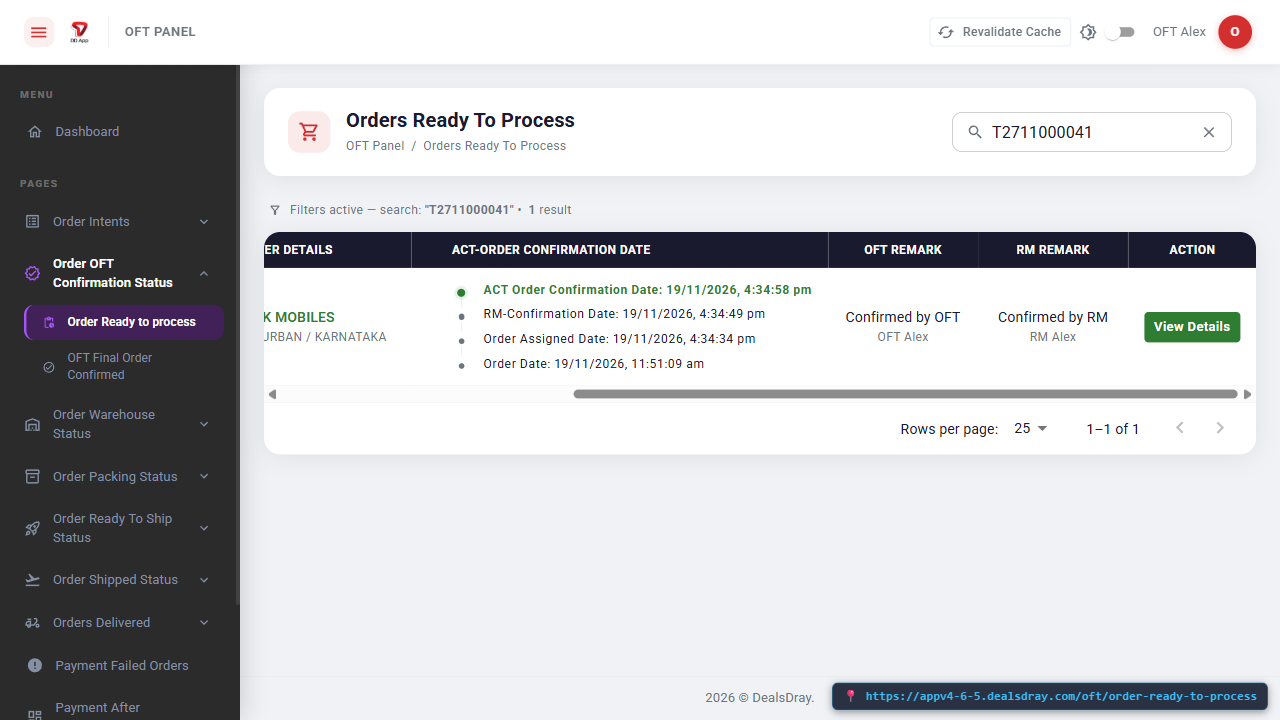 DD App
OFT PANEL
Revalidate Cache
OFT Alex
O
MENU
Dashboard
PAGES
Order Intents
Order OFT
Confirmation Status
Order Ready to process
OFT Final Order
Confirmed
Order Warehouse
Status
Order Packing Status
Order Ready To Ship
Status
Order Shipped Status
Orders Delivered
Payment Failed Orders
Payment After
Orders Ready To Process
OFT Panel / Orders Ready To Process
T2711000041
Filters active — search: "T2711000041" • 1 result
ER DETAILS
ACT-ORDER CONFIRMATION DATE
OFT REMARK
RM REMARK
ACTION
K MOBILES
URBAN / KARNATAKA
ACT Order Confirmation Date: 19/11/2026, 4:34:58 pm
RM-Confirmation Date: 19/11/2026, 4:34:49 pm
Order Assigned Date: 19/11/2026, 4:34:34 pm
Order Date: 19/11/2026, 11:51:09 am
Confirmed by OFT
OFT Alex
Confirmed by RM
RM Alex
View Details
Rows per page: 25
1–1 of 1
2026 © DealsDray.
https://appv4-6-5.dealsdray.com/oft/order-ready-to-process